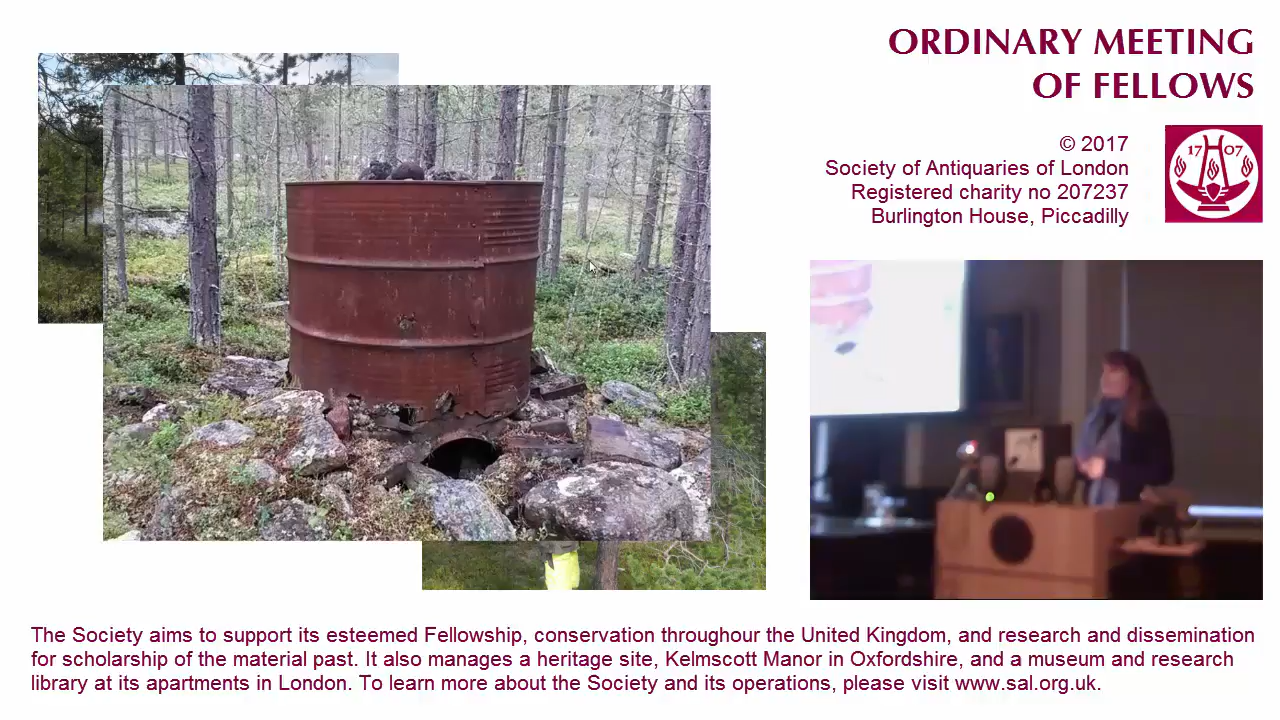 ORDINARY MEETING
OF FELLOWS
© 2017
Society of Antiquaries of London
Registered charity no 207237
Burlington House, Piccadilly
17 07
The Society aims to support its esteemed Fellowship, conservation throughour the United Kingdom, and research and dissemination
for scholarship of the material past. It also manages a heritage site, Kelmscott Manor in Oxfordshire, and a museum and research
library at its apartments in London. To learn more about the Society and its operations, please visit www.sal.org.uk.